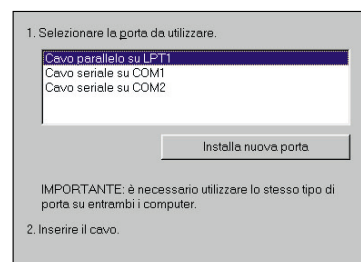 1. Selezionare la porta da utilizzare.
Cavo parallelo su LPT1
Cavo seriale su COM1
Cavo seriale su COM2
Installa nuova porta
IMPORTANTE: è necessario utilizzare lo stesso tipo di
porta su entrambi i computer.
2. Inserire il cavo.